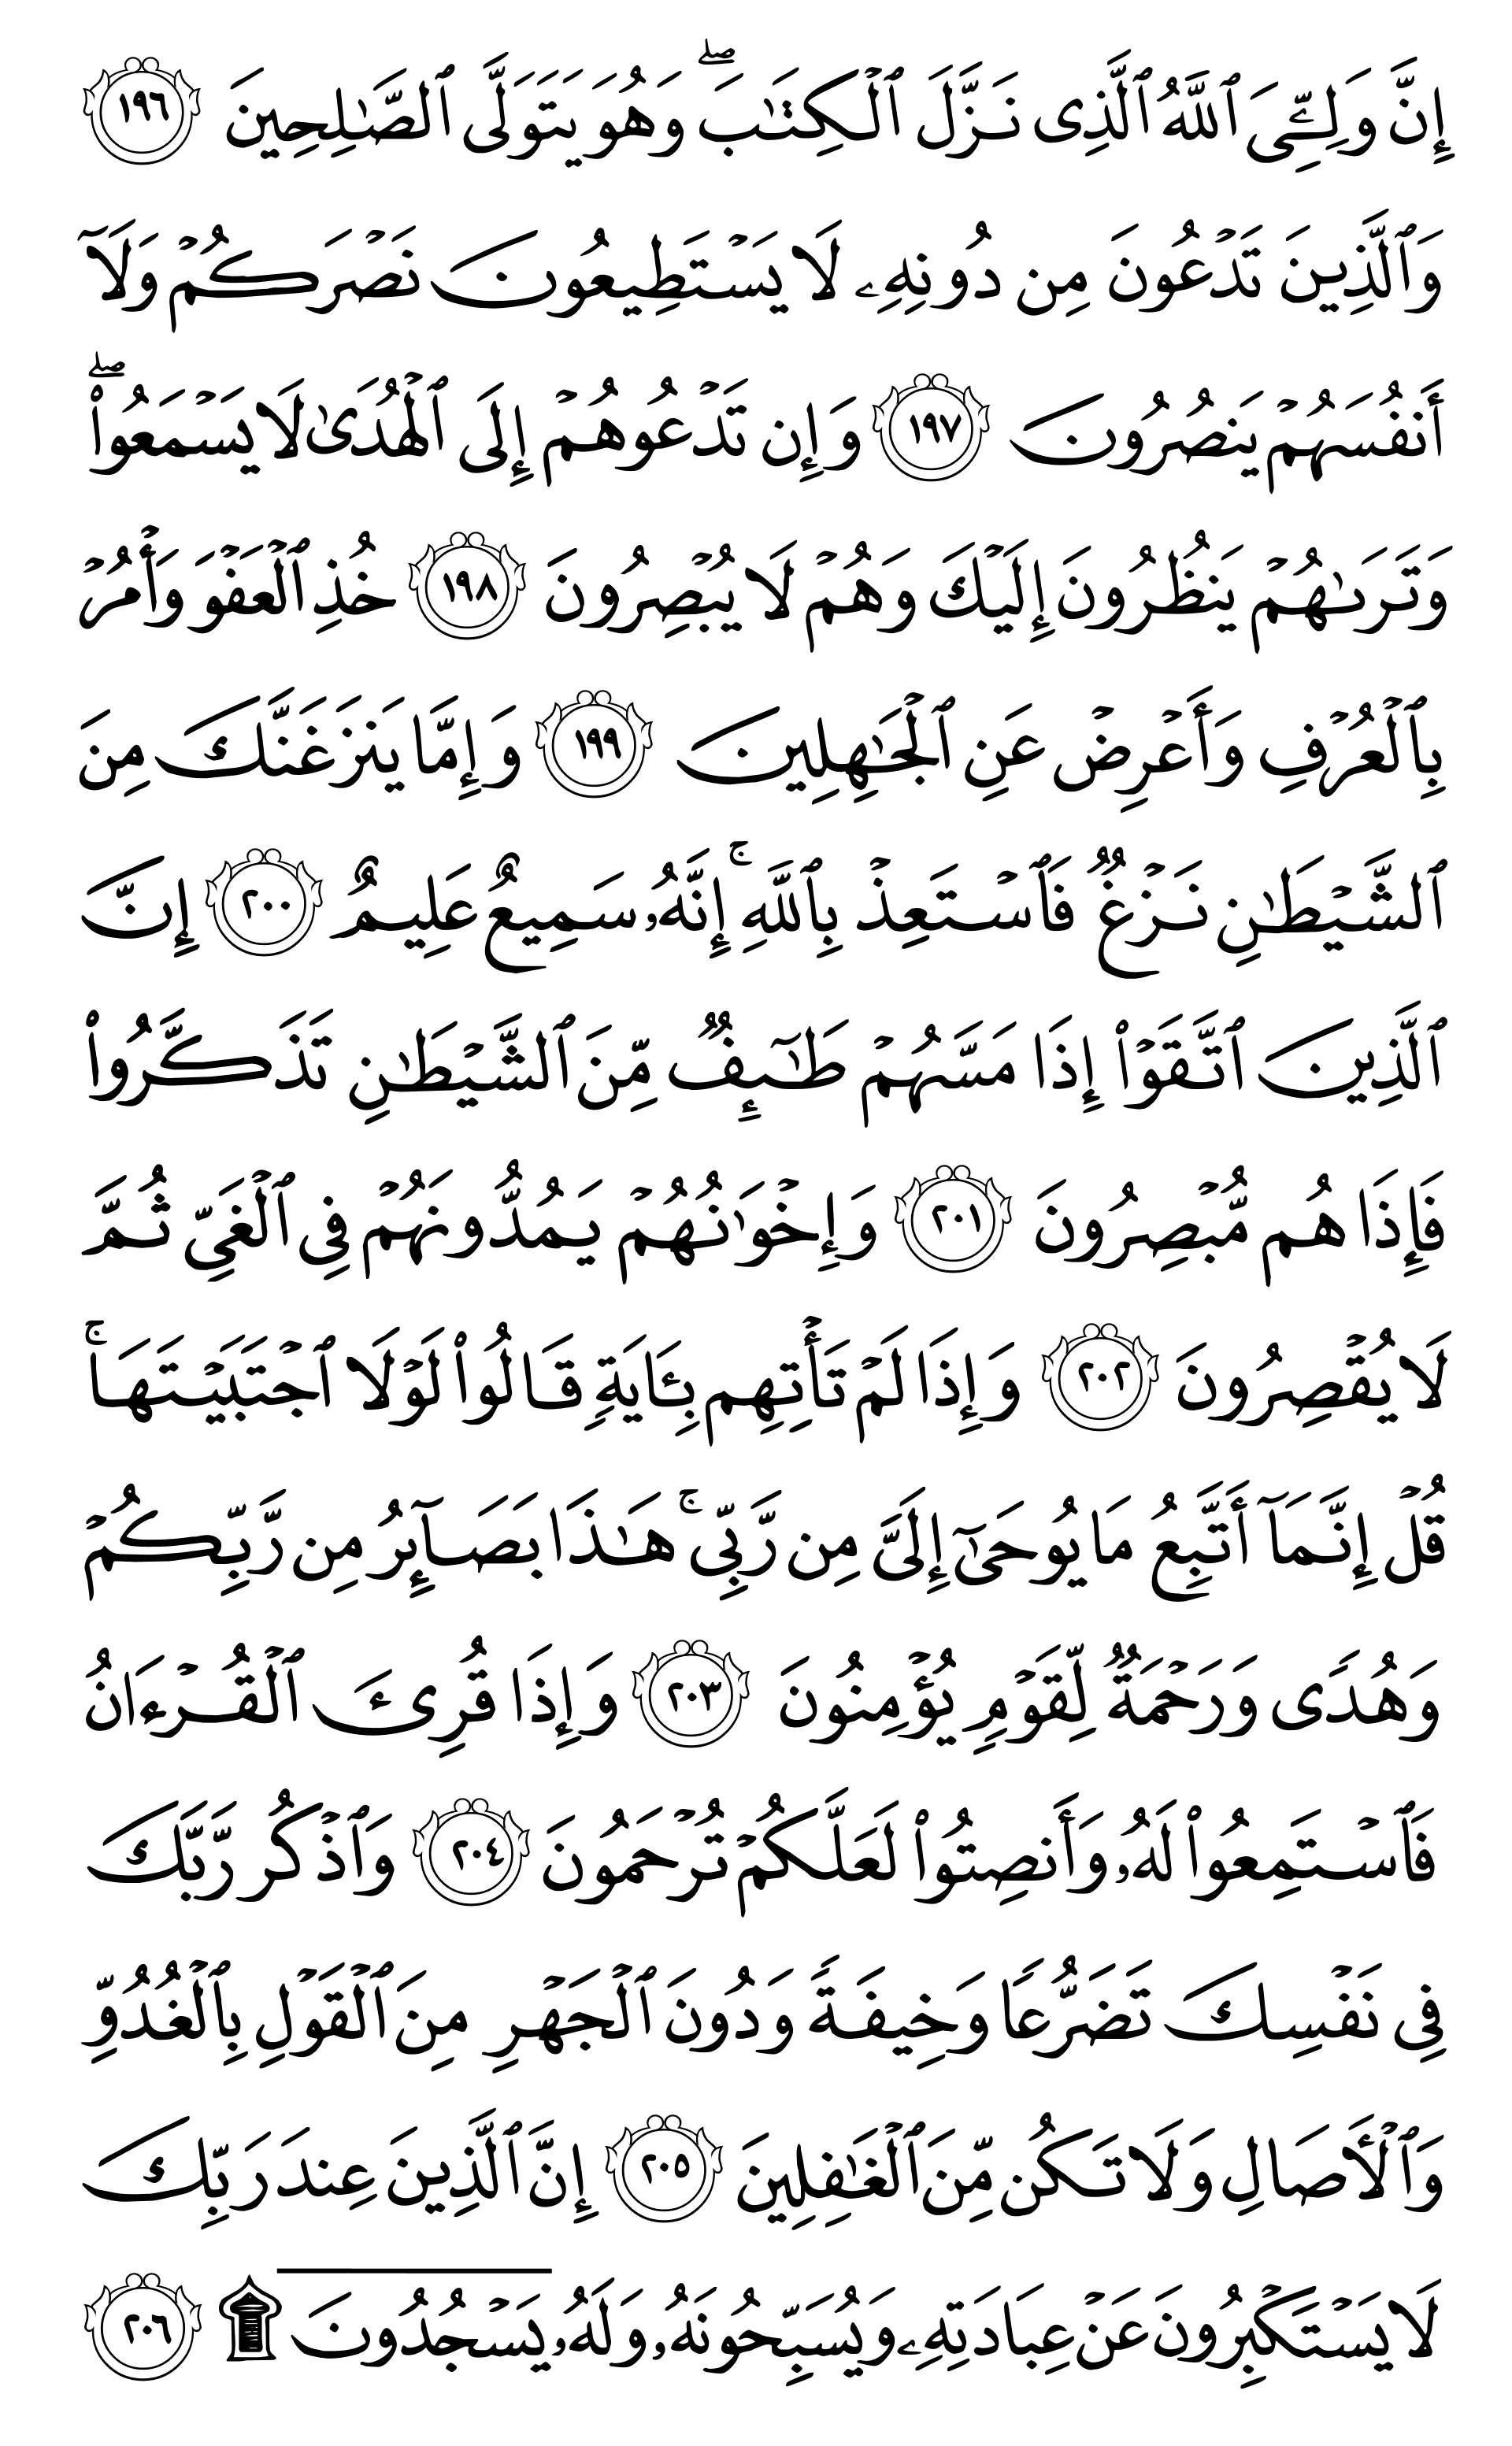 إِنَّ وَلِـِّۧيَ ٱللَّهُ ٱلَّذِى نَزَّلَ ٱلْكِتَٰبَ ۖ وَهُوَ يَتَوَلَّى ٱلصَّٰلِحِينَ ١٩٦
وَٱلَّذِينَ تَدْعُونَ مِن دُونِهِۦ لَا يَسْتَطِيعُونَ نَصْرَكُمْ وَلَآ
أَنفُسَهُمْ يَنصُرُونَ ١٩٧ وَإِن تَدْعُوهُمْ إِلَى ٱلْهُدَىٰ لَا يَسْمَعُوا۟ ۖ
وَتَرَىٰهُمْ يَنظُرُونَ إِلَيْكَ وَهُمْ لَا يُبْصِرُونَ ١٩٨ خُذِ ٱلْعَفْوَ وَأْمُرْ
بِٱلْعُرْفِ وَأَعْرِضْ عَنِ ٱلْجَٰهِلِينَ ١٩٩ وَإِمَّا يَنزَغَنَّكَ مِنَ
ٱلشَّيْطَٰنِ نَزْغٌ فَٱسْتَعِذْ بِٱللَّهِ ۚ إِنَّهُۥ سَمِيعٌ عَلِيمٌ ٢٠٠ إِنَّ
ٱلَّذِينَ ٱتَّقَوْا۟ إِذَا مَسَّهُمْ طَٰٓئِفٌ مِّنَ ٱلشَّيْطَٰنِ تَذَكَّرُوا۟
فَإِذَا هُم مُّبْصِرُونَ ٢٠١ وَإِخْوَٰنُهُمْ يَمُدُّونَهُمْ فِى ٱلْغَىِّ ثُمَّ
لَا يُقْصِرُونَ ٢٠٢ وَإِذَا لَمْ تَأْتِهِم بِـَٔايَةٍ قَالُوا۟ لَوْلَا ٱجْتَبَيْتَهَا ۚ
قُلْ إِنَّمَآ أَتَّبِعُ مَا يُوحَىٰٓ إِلَىَّ مِن رَّبِّى ۚ هَٰذَا بَصَآئِرُ مِن رَّبِّكُمْ
وَهُدًى وَرَحْمَةٌ لِّقَوْمٍ يُؤْمِنُونَ ٢٠٣ وَإِذَا قُرِئَ ٱلْقُرْءَانُ
فَٱسْتَمِعُوا۟ لَهُۥ وَأَنصِتُوا۟ لَعَلَّكُمْ تُرْحَمُونَ ٢٠٤ وَٱذْكُر رَّبَّكَ
فِى نَفْسِكَ تَضَرُّعًا وَخِيفَةً وَدُونَ ٱلْجَهْرِ مِنَ ٱلْقَوْلِ بِٱلْغُدُوِّ
وَٱلْأَصَالِ وَلَا تَكُن مِّنَ ٱلْغَٰفِلِينَ ٢٠٥ إِنَّ ٱلَّذِينَ عِندَ رَبِّكَ
لَا يَسْتَكْبِرُونَ عَنْ عِبَادَتِهِۦ وَيُسَبِّحُونَهُۥ وَلَهُۥ يَسْجُدُونَ ۩ ٢٠٦